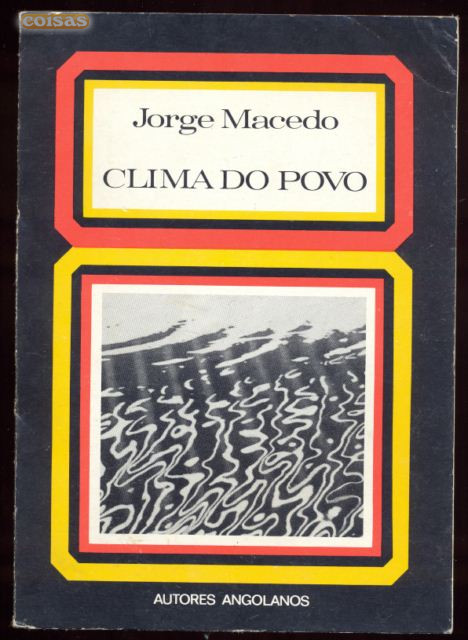 coisas
Jorge Macedo
CLIMA DO POVO
AUTORES ANGOLANOS